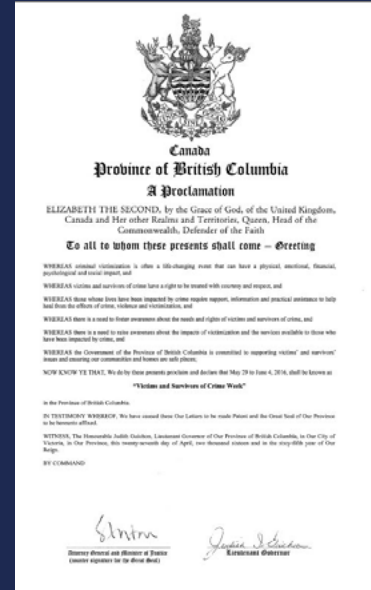 Canada
Province of British Columbia
A Proclamation
ELIZABETH THE SECOND, by the Grace of God, of the United Kingdom,
Canada and Her other Realms and Territories, Queen, Head of the
Commonwealth, Defender of the Faith
To all to whom these presents shall come – Greeting
WHEREAS criminal victimization is often a life-changing event that can have a physical, emotional, financial,
psychological and social impact, and
WHEREAS victims and survivors of crime have a right to be treated with courtesy and respect, and
WHEREAS those whose lives have been impacted by crime require support, information and practical assistance to help
heal from the effects of crime, violence and victimization, and
WHEREAS there is a need to foster awareness about the needs and rights of victims and survivors of crime, and
WHEREAS there is a need to raise awareness about the impacts of victimization and the services available to those who
have been impacted by crime, and
WHEREAS the Government of the Province of British Columbia is committed to supporting victims' and survivors'
issues and ensuring our communities and homes are safe places;
NOW KNOW YE THAT, We do by these presents proclaim and declare that May 29 to June 4, 2016, shall be known as
"Victims and Survivors of Crime Week"
in the Province of British Columbia.
IN TESTIMONY WHEREOF, We have caused these Our Letters to be made Patent and the Great Seal of Our Province
to be hereunto affixed.
WITNESS, The Honourable Judith Guichon, Lieutenant Governor of Our Province of British Columbia, in Our City of
Victoria, in Our Province, this twenty-seventh day of April, two thousand sixteen and in the sixty-fifth year of Our
Reign.
BY COMMAND
Attorney General and Minister of Justice
(counter signature for the Great Seal)
Lieutenant Governor